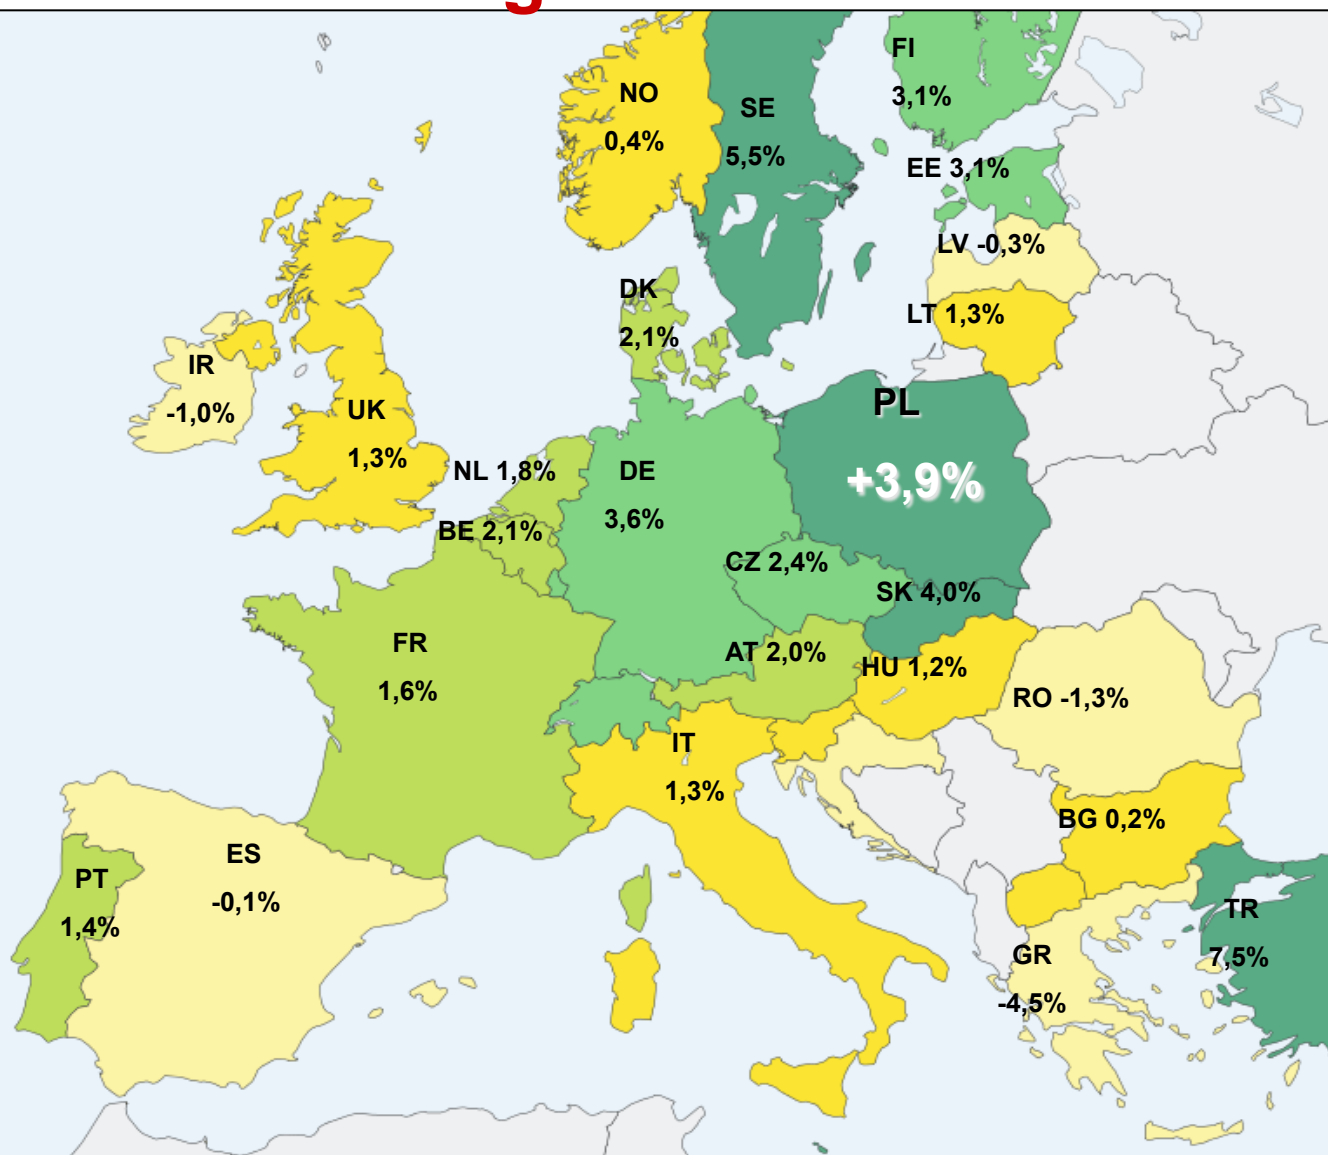 FI
3,1%
NO
0,4%
SE
5,5%
EE 3,1%
LV -0,3%
DK
2,1%
LT 1,3%
IR
-1,0%
UK
1,3%
PL
+3,9%
NL 1,8%
DE
3,6%
BE 2,1%
CZ 2,4%
SK 4,0%
FR
1,6%
AT 2,0%
HU 1,2%
RO -1,3%
IT
1,3%
BG 0,2%
ES
-0,1%
PT
1,4%
TR
7,5%
GR
-4,5%